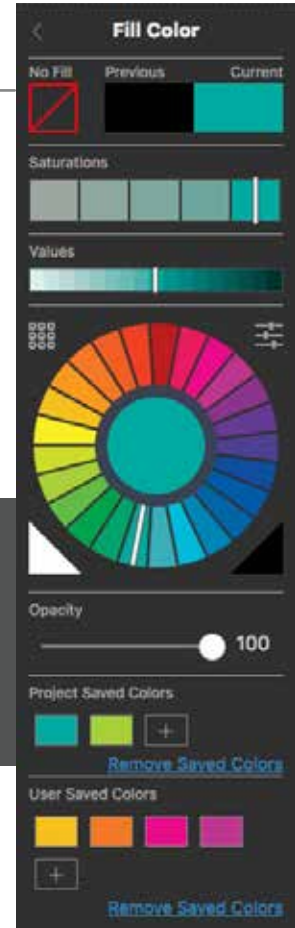 Fill Color
No Fill Previous Current
Saturations
Values
Opacity
100
Project Saved Colors
Remove Saved Colors
User Saved Colors
Remove Saved Colors